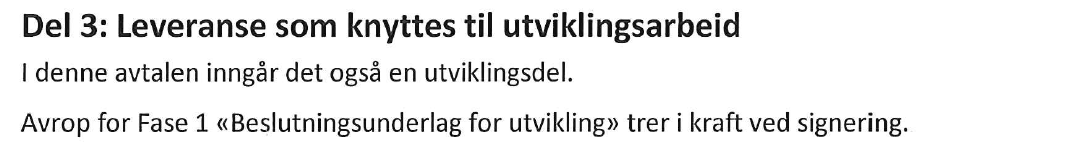 Del 3: Leveranse som knyttes til utviklingsarbeid
I denne avtalen inngår det også en utviklingsdel.
Avrop for Fase 1 «Beslutningsunderlag for utvikling» trer i kraft ved signering.